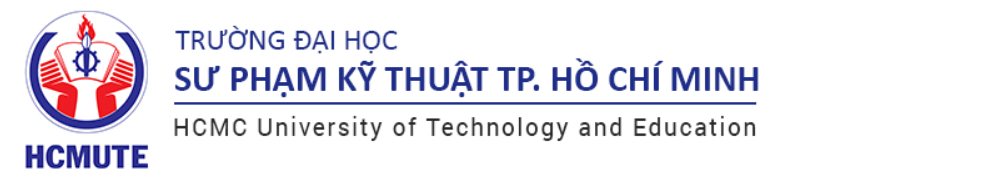 TRƯỜNG ĐẠI HỌC
SƯ PHẠM KỸ THUẬT TP. HỒ CHÍ MINH
HCMC University of Technology and Education
HCMUTE